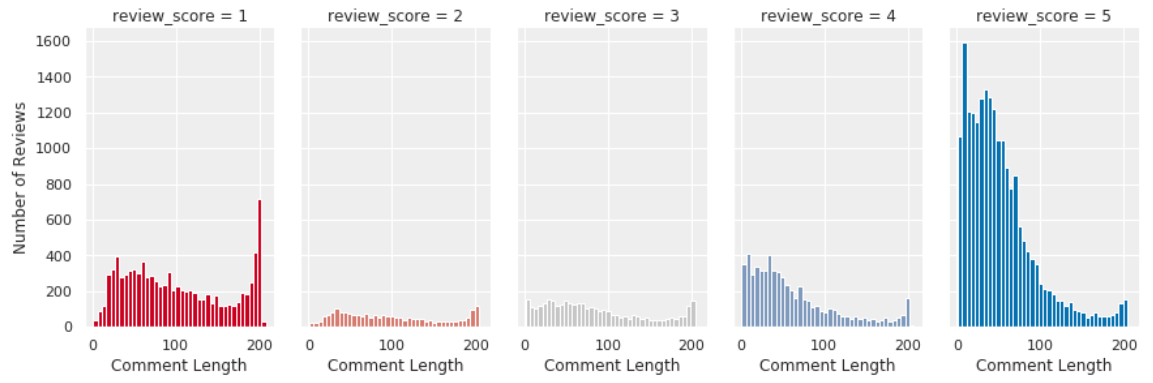 review_score = 1
review_score = 2
review_score = 3
review_score = 4
review_score = 5
Number of Reviews
1600
1400
1200
1000
800
600
400
200
0
0 100 200
0 100 200
0 100 200
0 100 200
0 100 200
Comment Length
Comment Length
Comment Length
Comment Length
Comment Length